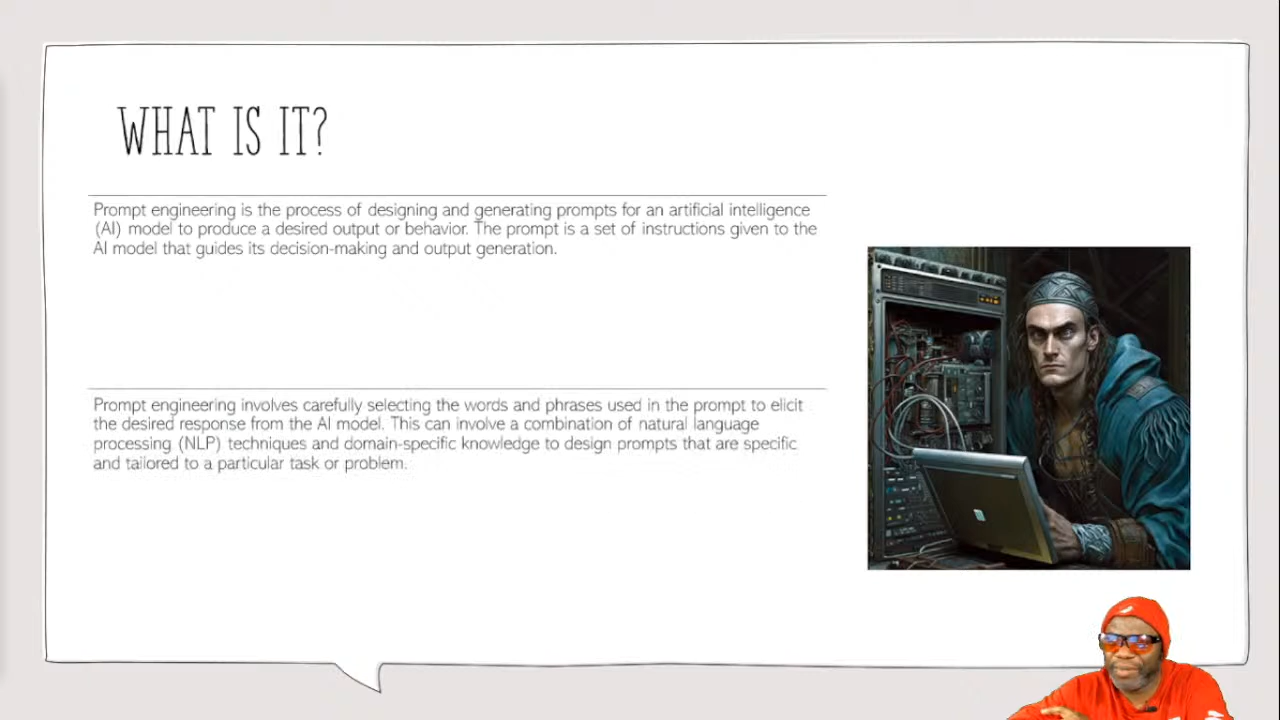 WHAT IS IT?
Prompt engineering is the process of designing and generating prompts for an artificial intelligence
(AI) model to produce a desired output or behavior. The prompt is a set of instructions given to the
AI model that guides its decision-making and output generation.
Prompt engineering involves carefully selecting the words and phrases used in the prompt to elicit
the desired response from the AI model. This can involve a combination of natural language
processing (NLP) techniques and domain-specific knowledge to design prompts that are specific
and tailored to a particular task or problem.